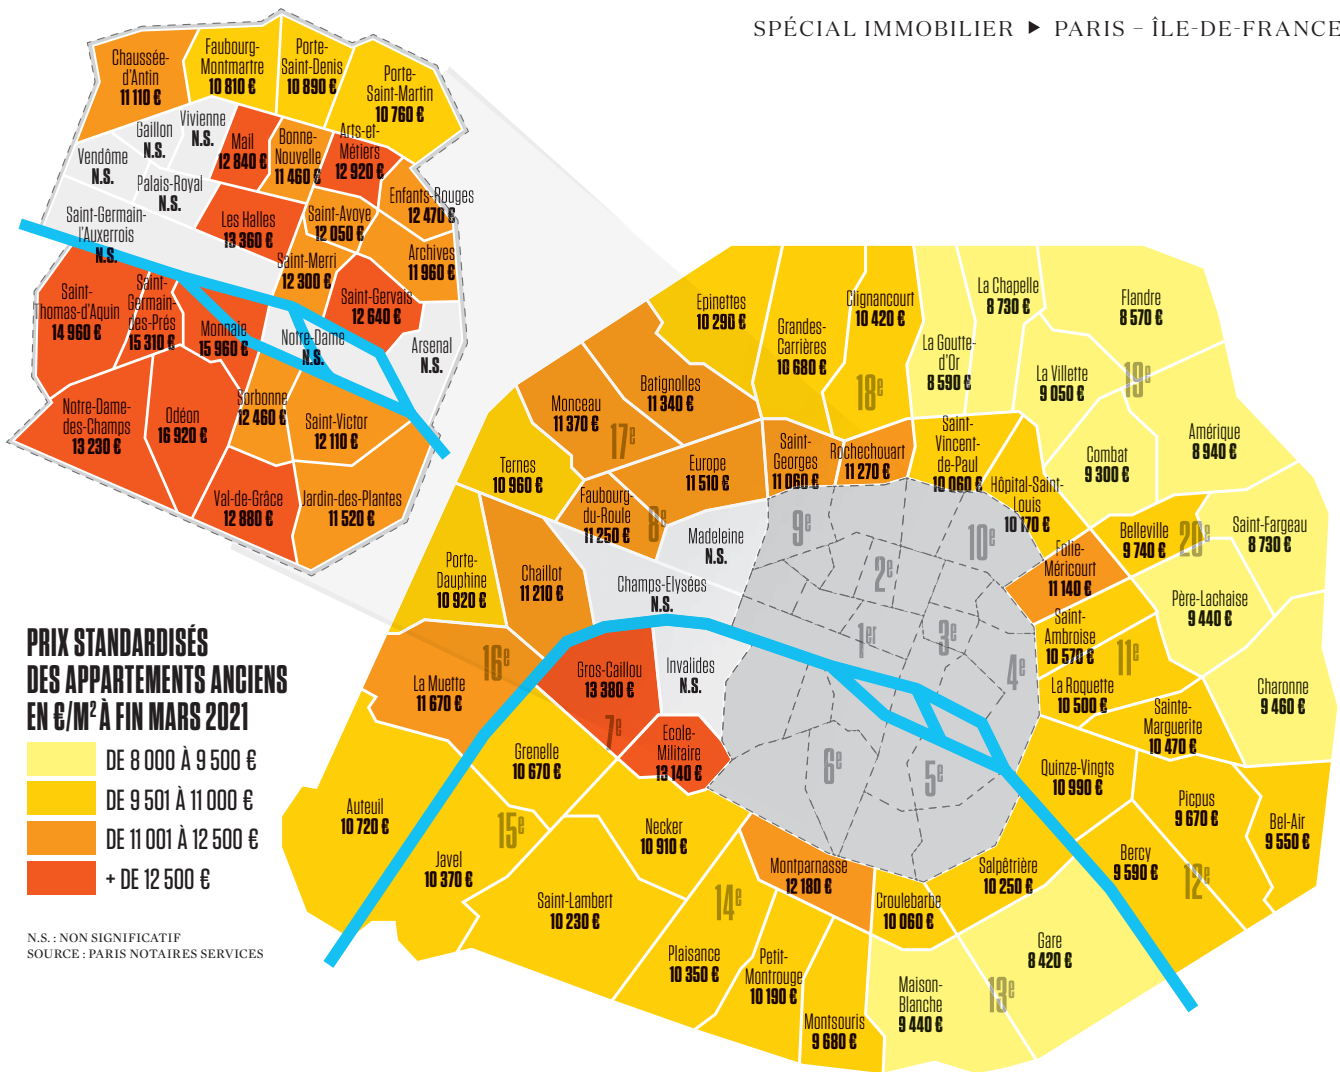 SPÉCIAL IMMOBILIER ► PARIS – ÎLE-DE-FRANCE
Chaussée-
d'Antin
11 110 €
Faubourg-
Montmartre
10 810 €
Porte-
Saint-Denis
10 890 €
Porte-
Saint-Martin
10 760 €
Vendôme
N.S.
Gaillon
N.S.
Vivienne
N.S.
Mail
12 840 €
Bonne-
Nouvelle
11 460 €
Arts-et-
Métiers
12 920 €
Palais-Royal
N.S.
Enfants-Rouges
12 470 €
Saint-Germain-
l'Auxerrois
N.S.
Les Halles
13 360 €
Saint-Avoye
12 050 €
Archives
11 960 €
Saint-Merri
12 300 €
Saint-Gervais
12 640 €
Saint-
Thomas-d'Aquin
14 960 €
Saint-
Germain-
des-Prés
15 310 €
Monnaie
15 960 €
Notre-Dame
N.S.
Arsenal
N.S.
Notre-Dame-
des-Champs
13 230 €
Odéon
16 920 €
Sorbonne
12 460 €
Saint-Victor
12 110 €
Val-de-Grâce
12 880 €
Jardin-des-Plantes
11 520 €
Epinettes
10 290 €
Grandes-
Carrières
10 680 €
Clignancourt
10 420 €
18e
La Goutte-
d'Or
8 590 €
La Chapelle
8 730 €
Flandre
8 570 €
La Villette
9 050 €
19e
Combat
9 300 €
Amérique
8 940 €
Batignolles
11 340 €
Monceau
11 370 €
17e
Ternes
10 960 €
Europe
11 510 €
Saint-
Georges
11 060 €
Rochechouart
11 270 €
Saint-
Vincent-
de-Paul
10 060 €
Hôpital-Saint-
Louis
10 170 €
Faubourg-
du-Roule
11 250 €
8e
Madeleine
N.S.
9e
10e
2e
1er
3e
4e
6e
5e
Belleville
9 740 €
20e
Saint-Fargeau
8 730 €
Folie-
Méricourt
11 140 €
Père-Lachaise
9 440 €
Saint-
Ambroise
10 570 €
11e
La Roquette
10 500 €
Sainte-
Marguerite
10 470 €
Charonne
9 460 €
Porte-
Dauphine
10 920 €
Chaillot
11 210 €
Champs-Elysées
N.S.
16e
La Muette
11 670 €
Gros-Caillou
13 380 €
7e
Invalides
N.S.
Ecole-
Militaire
13 140 €
Grenelle
10 670 €
Auteuil
10 720 €
15e
Javel
10 370 €
Necker
10 910 €
Saint-Lambert
10 230 €
14e
Montparnasse
12 180 €
Plaisance
10 350 €
Petit-
Montrouge
10 190 €
Montsouris
9 680 €
Croulebarbe
10 060 €
Salpêtrière
10 250 €
Maison-
Blanche
9 440 €
13e
Gare
8 420 €
Quinze-Vingts
10 990 €
Bercy
9 590 €
Picpus
9 670 €
12e
Bel-Air
9 550 €
PRIX STANDARDISÉS
DES APPARTEMENTS ANCIENS
EN €/M² À FIN MARS 2021
DE 8 000 À 9 500 €
DE 9 501 À 11 000 €
DE 11 001 À 12 500 €
+ DE 12 500 €
N.S. : NON SIGNIFICATIF
SOURCE : PARIS NOTAIRES SERVICES